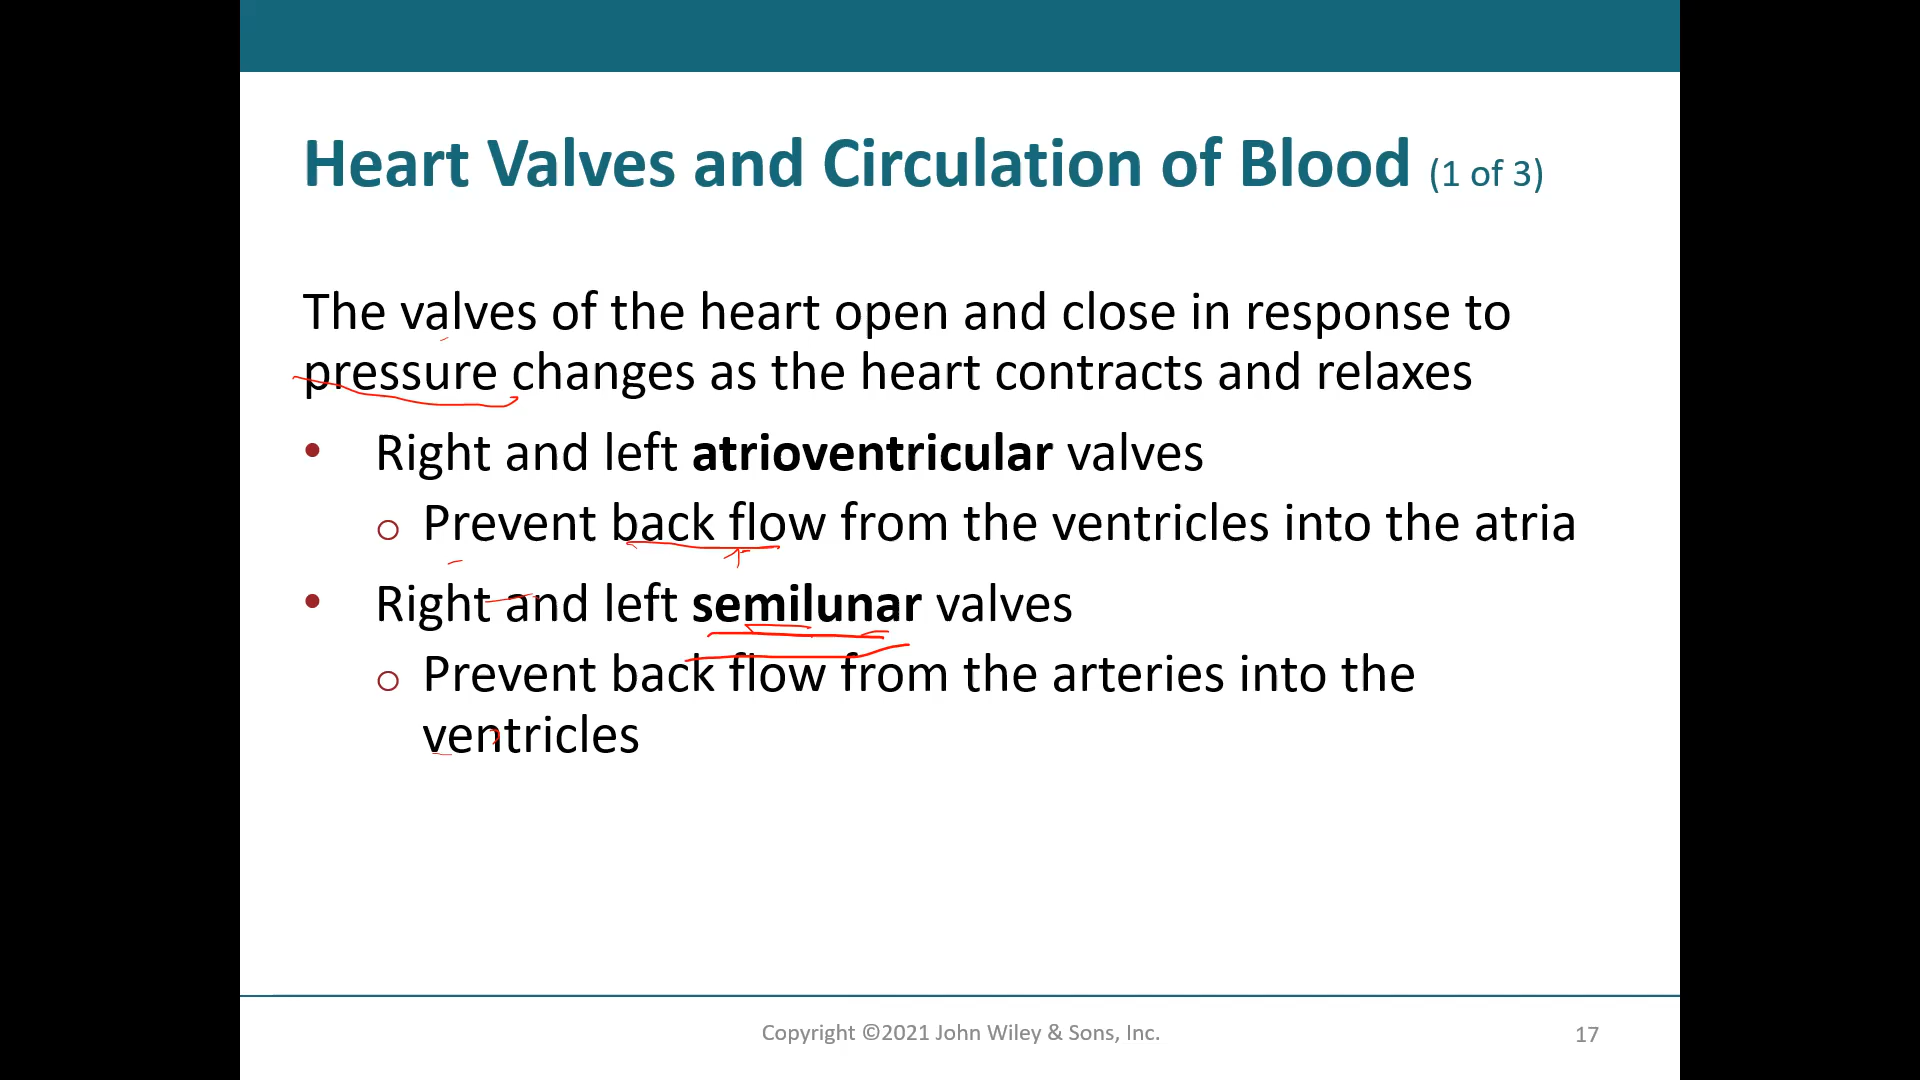 Heart Valves and Circulation of Blood (1 of 3)
The valves of the heart open and close in response to
pressure changes as the heart contracts and relaxes
• Right and left atrioventricular valves
o Prevent back flow from the ventricles into the atria
• Right and left semilunar valves
o Prevent back flow from the arteries into the
ventricles
Copyright ©2021 John Wiley & Sons, Inc.
17